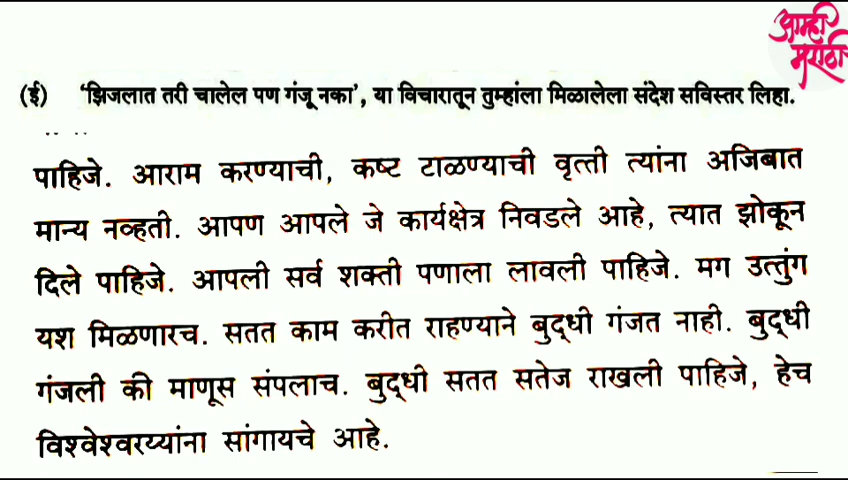 आम्ही
मराठी
(ई) 'झिजलात तरी चालेल पण गंजू नका', या विचारातून तुम्हांला मिळालेला संदेश सविस्तर लिहा.
पाहिजे. आराम करण्याची, कष्ट टाळण्याची वृत्ती त्यांना अजिबात
मान्य नव्हती. आपण आपले जे कार्यक्षेत्र निवडले आहे, त्यात झोकून
दिले पाहिजे. आपली सर्व शक्ती पणाला लावली पाहिजे. मग उत्तुंग
यश मिळणारच. सतत काम करीत राहण्याने बुद्धी गंजत नाही. बुद्धी
गंजली की माणूस संपलाच. बुद्धी सतत सतेज राखली पाहिजे, हेच
विश्वेश्वरय्यांना सांगायचे आहे.